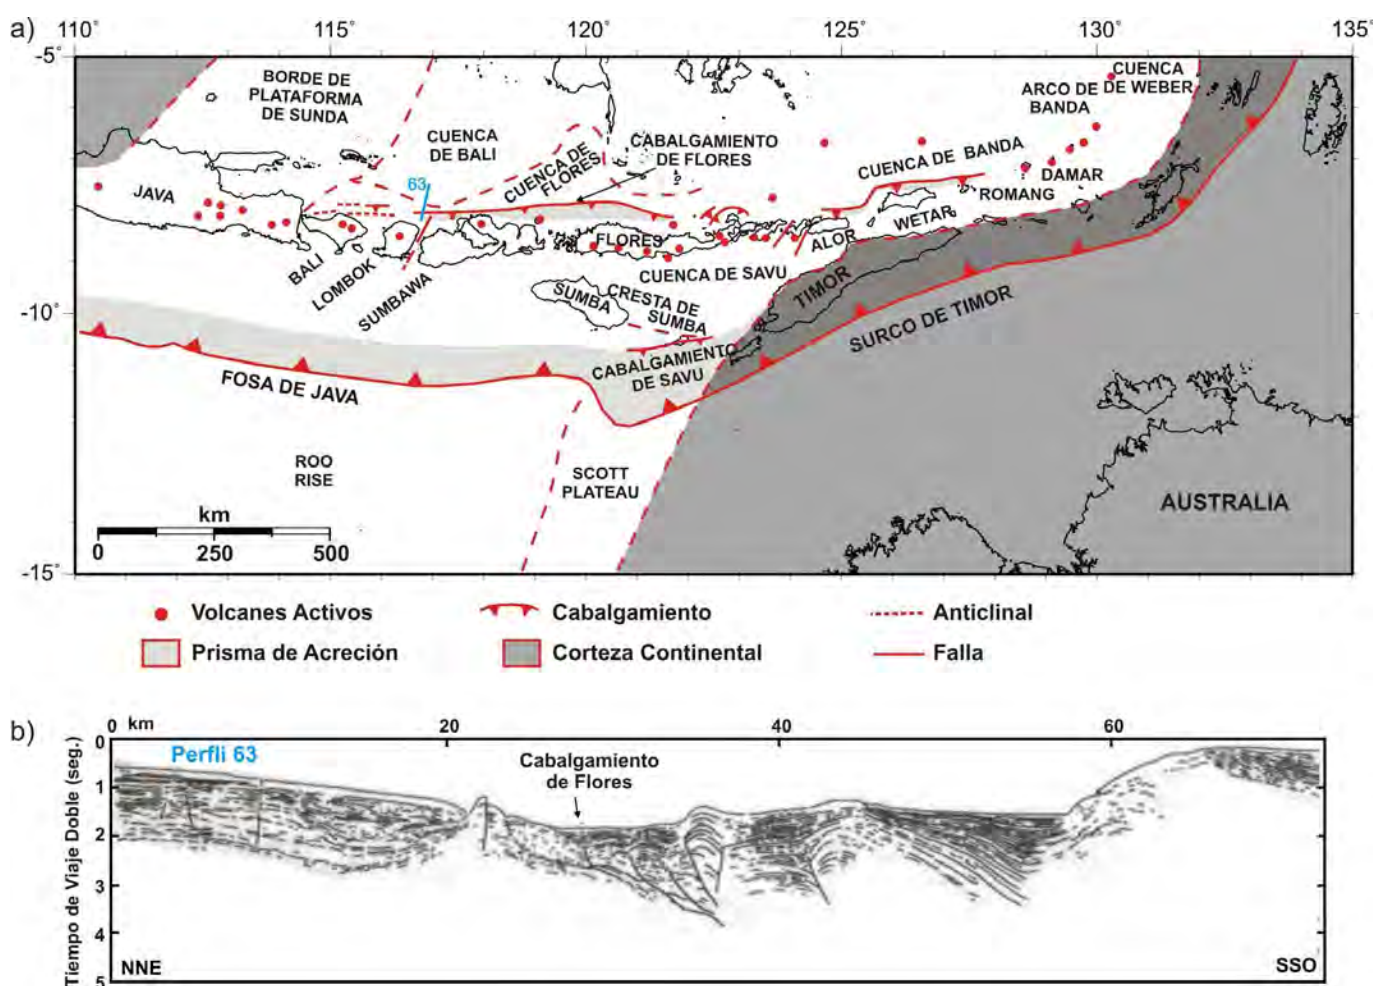 a)
110° 115° 120° 125° 130° 135°
-5°
-10°
-15°
BORDE DE
PLATAFORMA
DE SUNDA
CUENCA
DE BALI
CUENCA DE
FLORES
CABALGAMIENTO
DE FLORES
CUENCA DE BANDA
ARCO DE
BANDA
CUENCA
DE WEBER
63
JAVA
BALI
LOMBOK
SUMBAWA
FLORES
ALOR
WETAR
ROMANG
DAMAR
CUENCA DE SAVU
SUMBA
CRESTA DE
SUMBA
TIMOR
CABALGAMIENTO
DE SAVU
SURCO DE TIMOR
FOSA DE JAVA
ROO
RISE
SCOTT
PLATEAU
AUSTRALIA
km
0 250 500
Volcanes Activos
Cabalgamiento
Anticlinal
Prisma de Acreción
Corteza Continental
Falla
b)
0 km 20 40 60
Tiempo de Viaje Doble (seg.)
0
1
2
3
4
5
Perfli 63
Cabalgamiento
de Flores
NNE
SSO